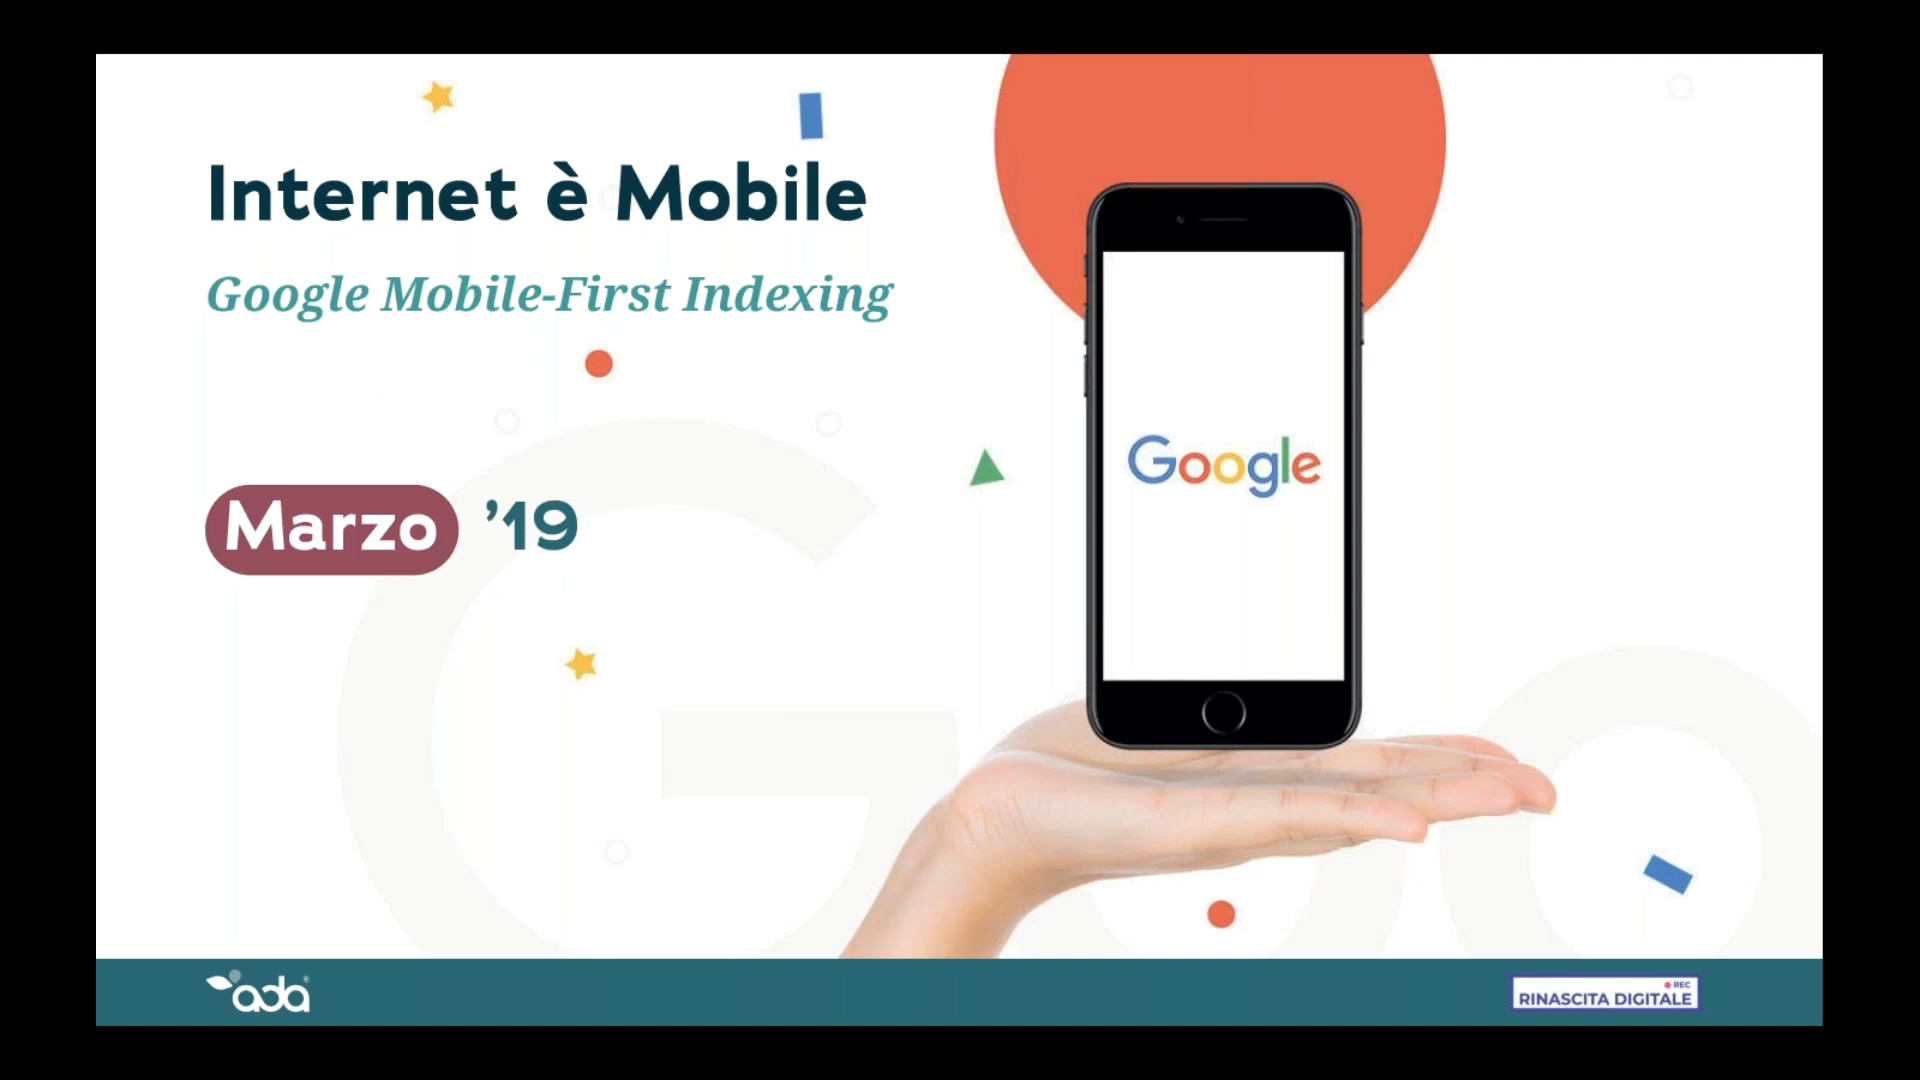 Internet è Mobile
Google Mobile-First Indexing
Marzo ’19
Google
ada
REC
RINASCITA DIGITALE